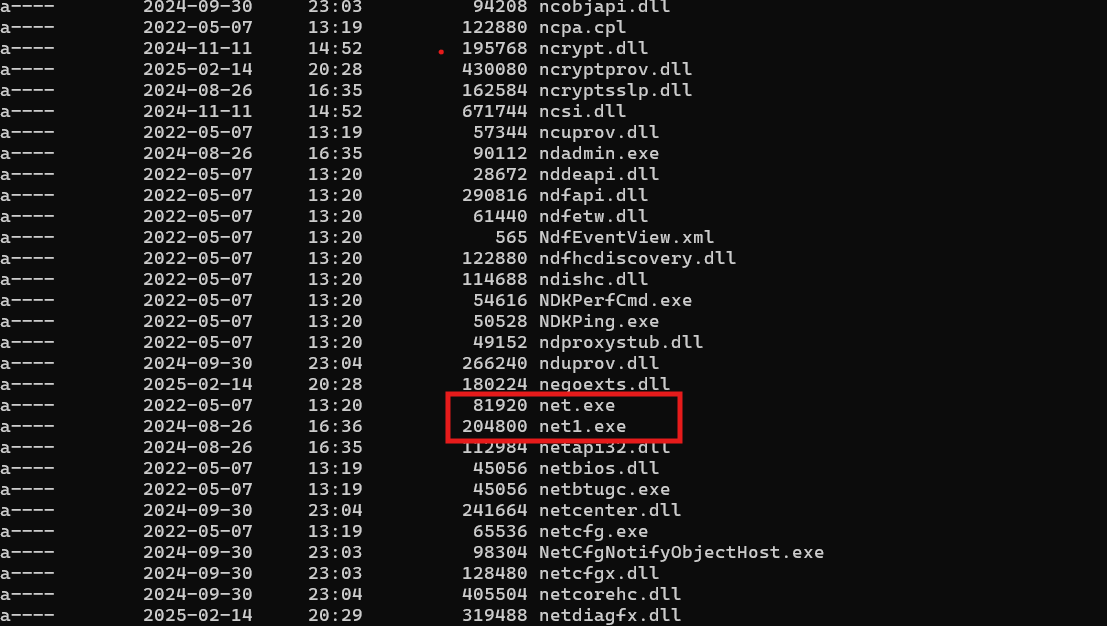 a---- 2024-09-30 23:03 94208 ncobjapi.dll
a---- 2022-05-07 13:19 122880 ncpa.cpl
a---- 2024-11-11 14:52 195768 ncrypt.dll
a---- 2025-02-14 20:28 430080 ncryptprov.dll
a---- 2024-08-26 16:35 162584 ncryptsslp.dll
a---- 2024-11-11 14:52 671744 ncsi.dll
a---- 2022-05-07 13:19 57344 ncuprov.dll
a---- 2024-08-26 16:35 90112 ndadmin.exe
a---- 2022-05-07 13:20 28672 nddeapi.dll
a---- 2022-05-07 13:20 290816 ndfapi.dll
a---- 2022-05-07 13:20 61440 ndfetw.dll
a---- 2022-05-07 13:20 565 NdfEventView.xml
a---- 2022-05-07 13:20 122880 ndfhcdiscovery.dll
a---- 2022-05-07 13:20 114688 ndishc.dll
a---- 2022-05-07 13:20 54616 NDKPerfCmd.exe
a---- 2022-05-07 13:20 50528 NDKPing.exe
a---- 2022-05-07 13:20 49152 ndproxystub.dll
a---- 2024-09-30 23:04 266240 nduprov.dll
a---- 2025-02-14 20:28 180224 negoexts.dll
a---- 2022-05-07 13:20 81920 net.exe
a---- 2024-08-26 16:36 204800 net1.exe
a---- 2024-08-26 16:35 112984 netapi32.dll
a---- 2022-05-07 13:19 45056 netbios.dll
a---- 2022-05-07 13:19 45056 netbtugc.exe
a---- 2024-09-30 23:04 241664 netcenter.dll
a---- 2022-05-07 13:19 65536 netcfg.exe
a---- 2024-09-30 23:03 98304 NetCfgNotifyObjectHost.exe
a---- 2024-09-30 23:03 128480 netcfgx.dll
a---- 2024-09-30 23:04 405504 netcorehc.dll
a---- 2025-02-14 20:29 319488 netdiagfx.dll